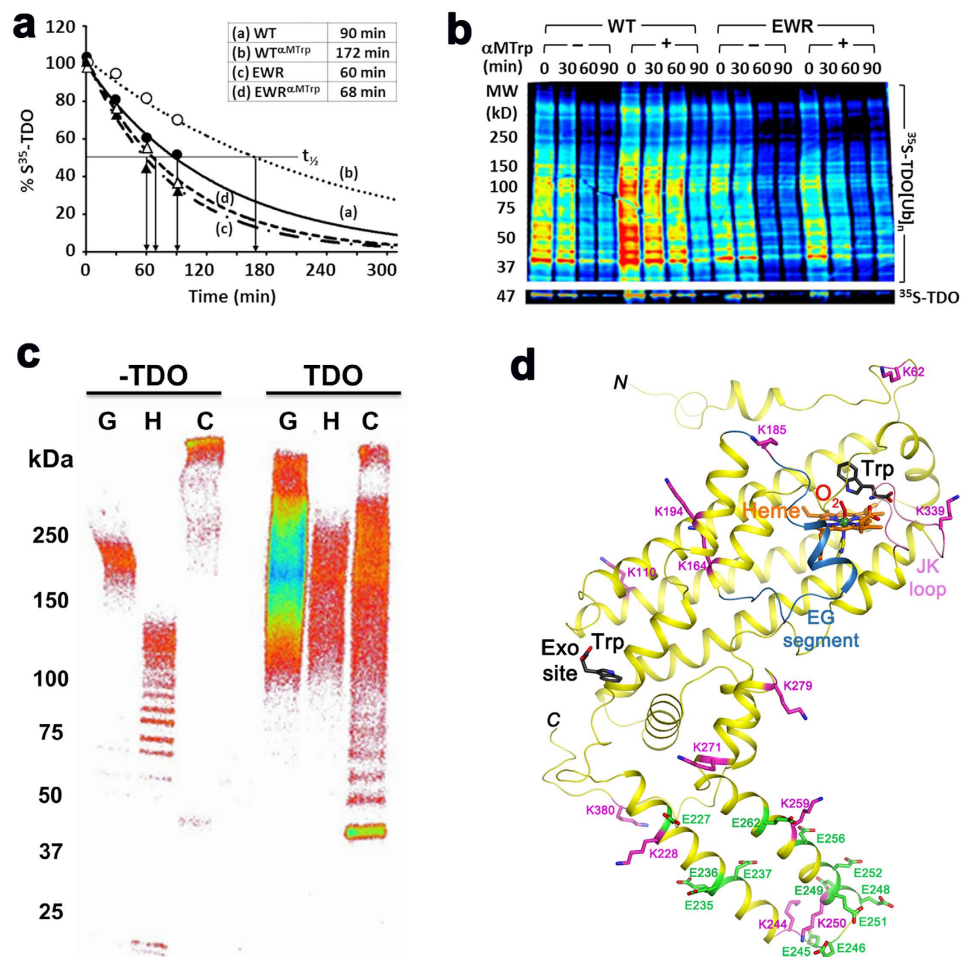 a
(a) WT 90 min
(b) WT^αMTrp 172 min
(c) EWR 60 min
(d) EWR^αMTrp 68 min
% S³⁵-TDO
120
100
80
60
40
20
0
t½
(b)
(a)
(d)
(c)
0 60 120 180 240 300
Time (min)
b
WT EWR
αMTrp − + − +
(min) 0 30 60 90 0 30 60 90 0 30 60 90 0 30 60 90
MW
(kD)
250
150
100
75
50
37
47
³⁵S-TDO[Ub]n
³⁵S-TDO
c
-TDO TDO
G H C G H C
kDa
250
150
100
75
50
37
25
d
N
K62
K185
Trp
O₂
K194
Heme
K339
K110
K164
JK
loop
EG
segment
Exo Trp
site
K279
C
K271
K380
E227
E262
K259
E256
K228
E236
E237
E252
E249
E248
E235
E251
K244
K250
E245
E246